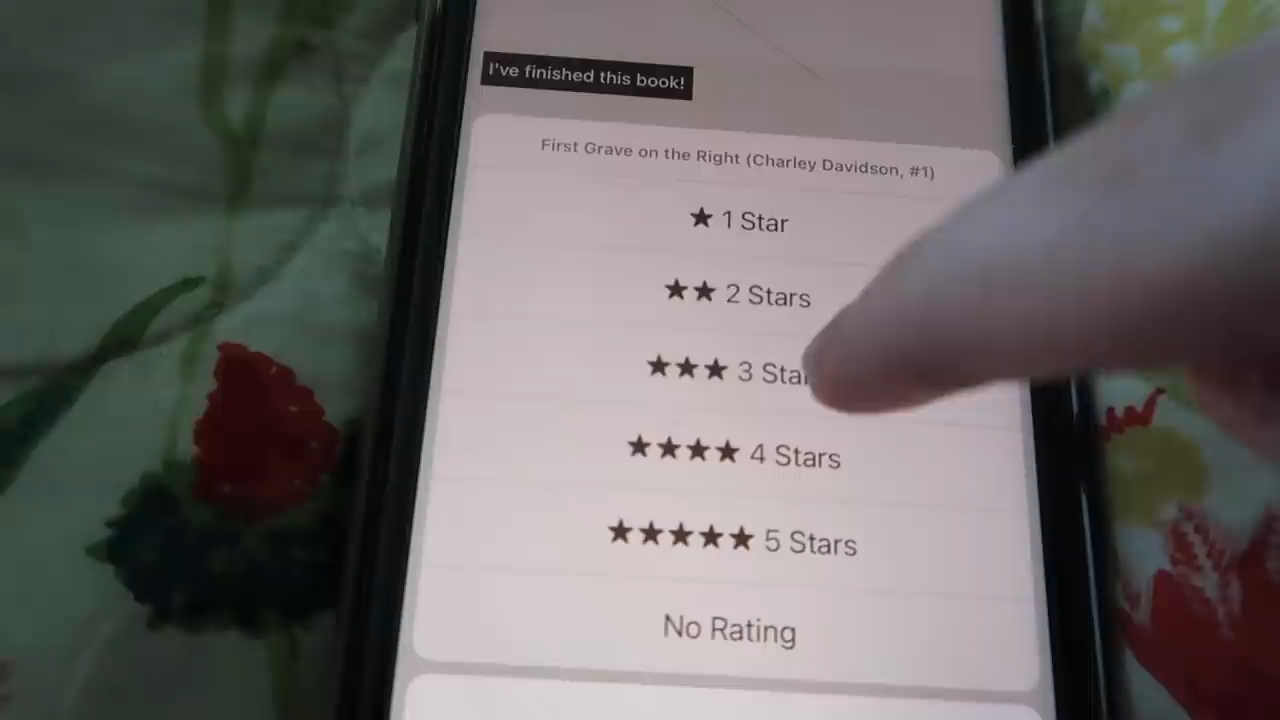 I've finished this book!
First Grave on the Right (Charley Davidson, #1)
★ 1 Star
★★ 2 Stars
★★★ 3 Star
★★★★ 4 Stars
★★★★★ 5 Stars
No Rating